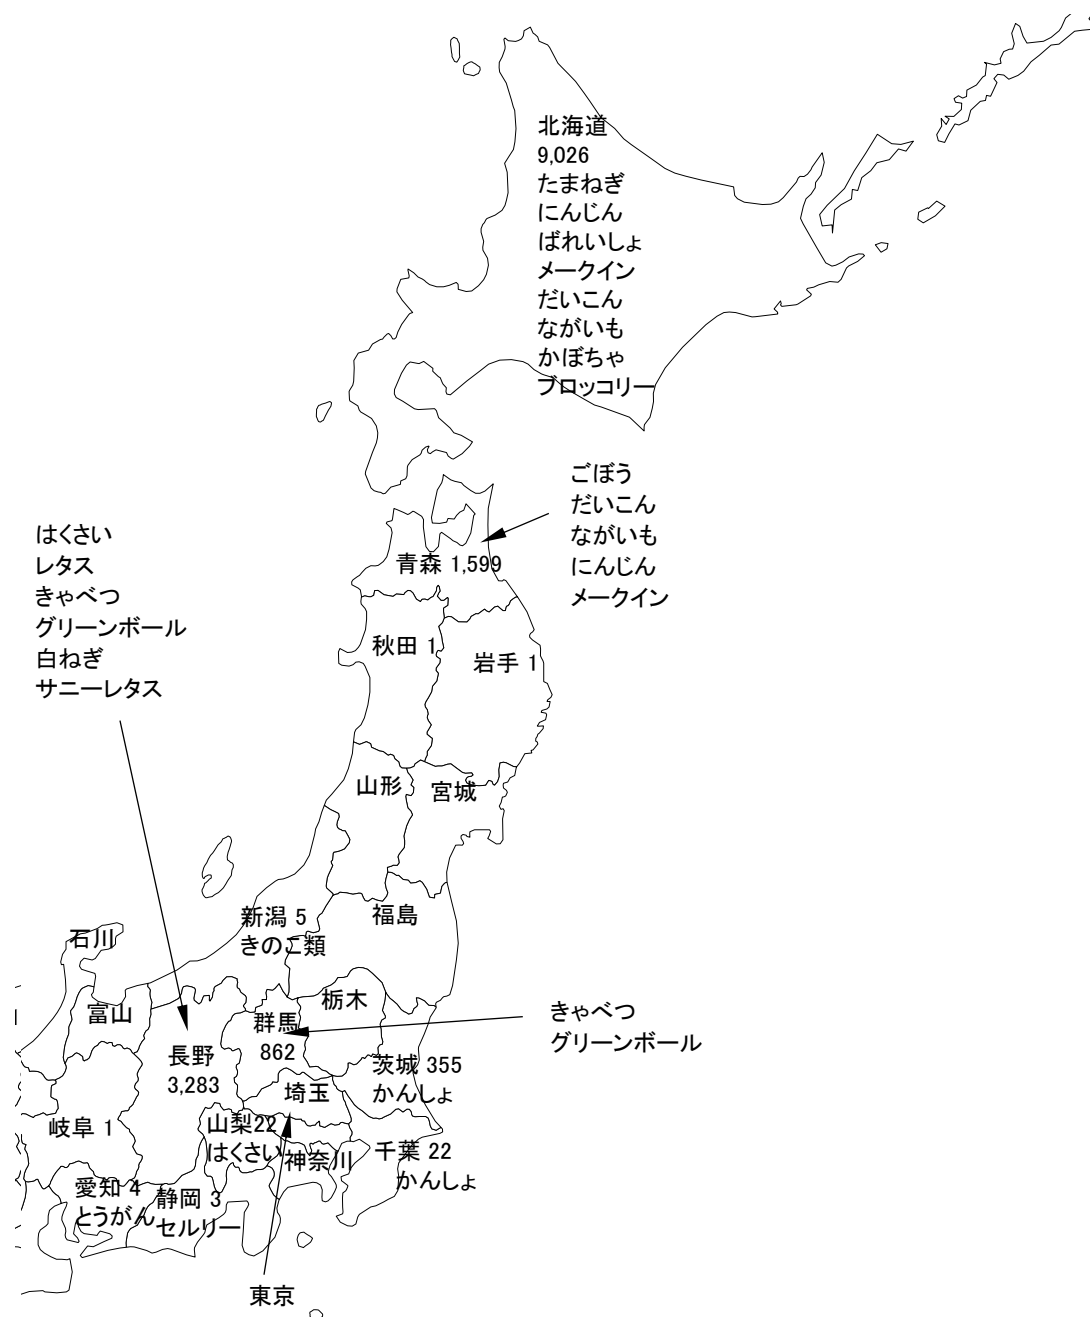 北海道
9,026
たまねぎ
にんじん
ばれいしょ
メークイン
だいこん
ながいも
かぼちゃ
ブロッコリー
ごぼう
だいこん
ながいも
にんじん
メークイン
青森 1,599
はくさい
レタス
きゃべつ
グリーンボール
白ねぎ
サニーレタス
秋田 1
岩手 1
山形
宮城
新潟 5
きのこ類
福島
石川
富山
栃木
群馬
862
きゃべつ
グリーンボール
長野
3,283
茨城 355
かんしょ
埼玉
岐阜 1
山梨22
はくさい
神奈川
千葉 22
かんしょ
愛知 4
とうがん
静岡 3
セルリー
東京